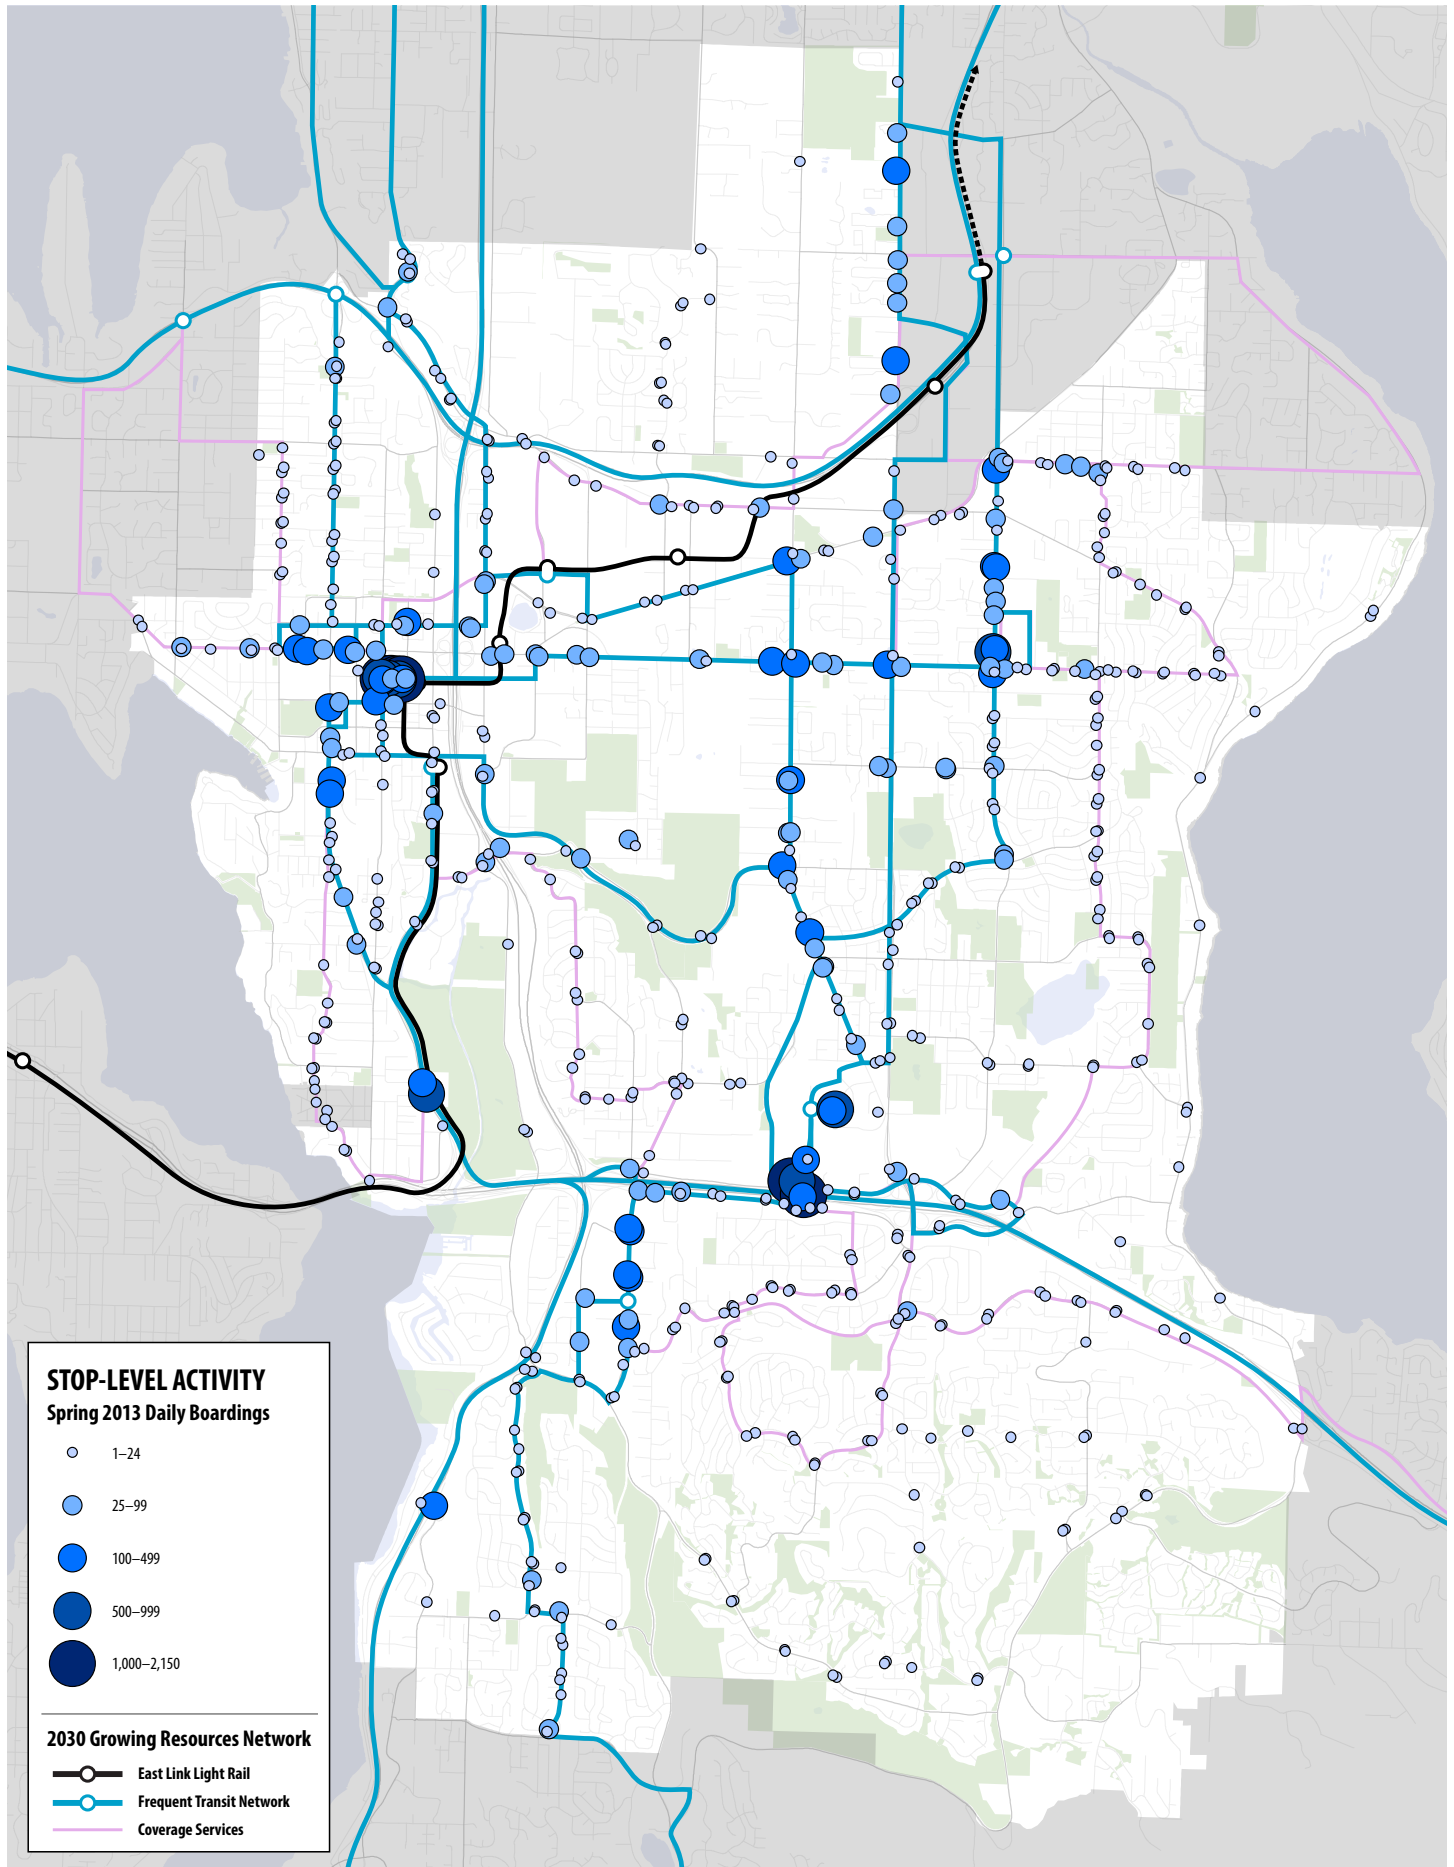 STOP-LEVEL ACTIVITY
Spring 2013 Daily Boardings
1–24
25–99
100–499
500–999
1,000–2,150
2030 Growing Resources Network
East Link Light Rail
Frequent Transit Network
Coverage Services